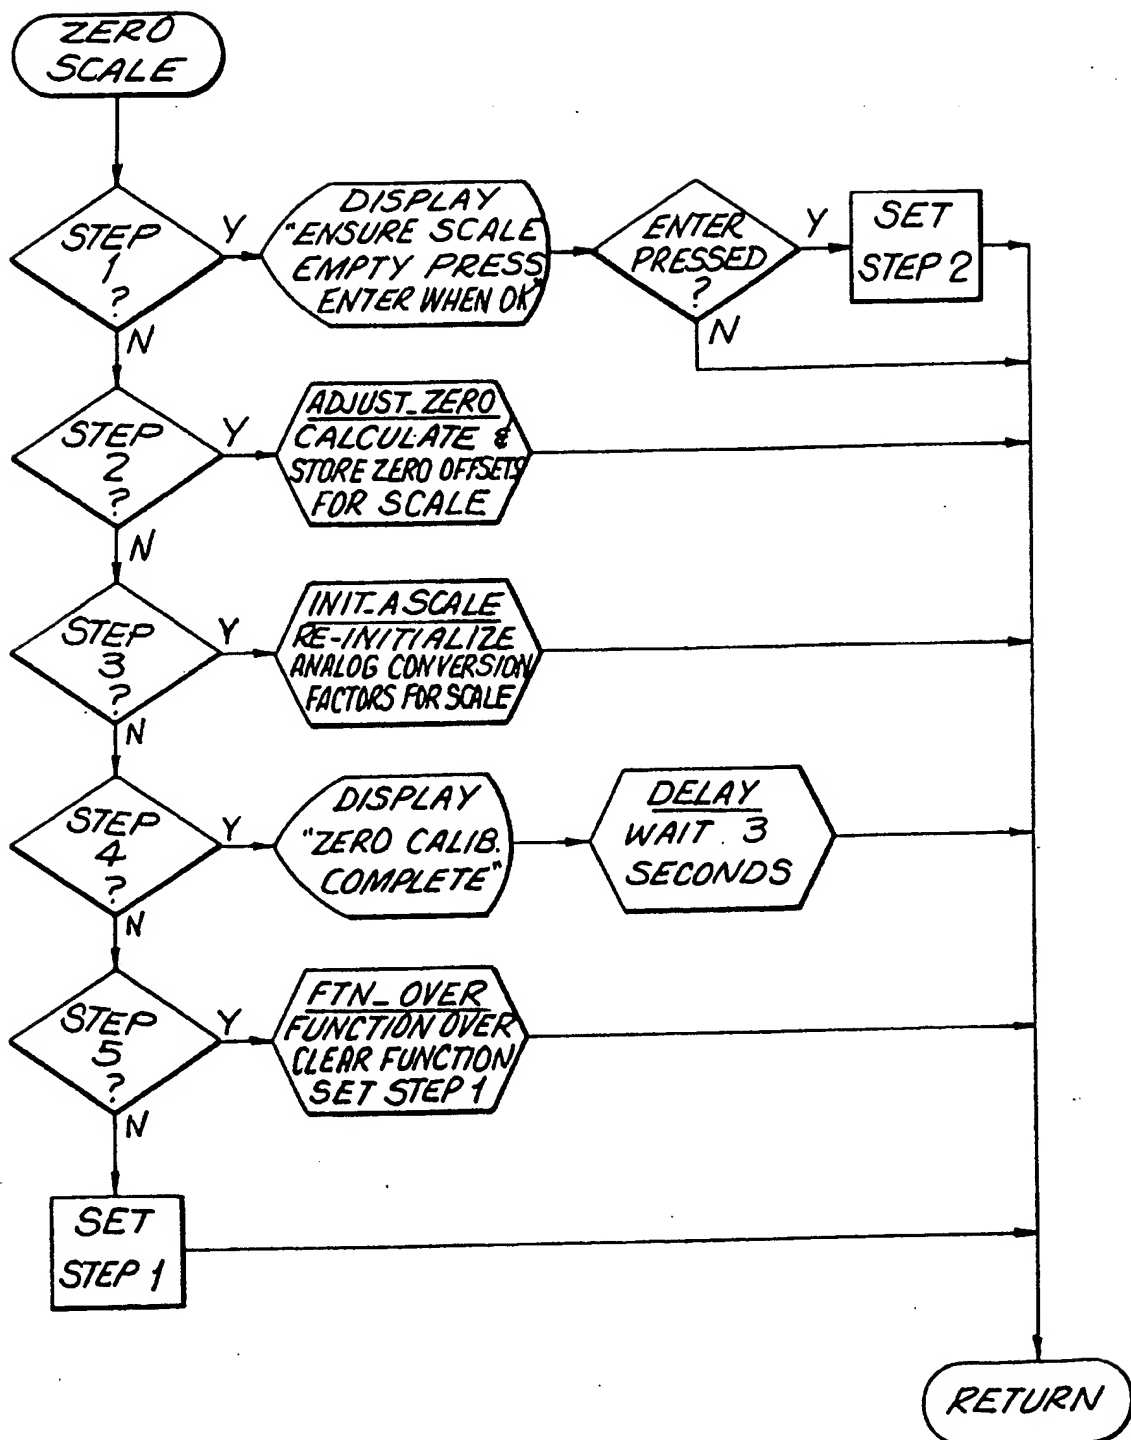 ZERO
SCALE
STEP
1
?
Y
DISPLAY
"ENSURE SCALE
EMPTY PRESS
ENTER WHEN OK"
ENTER
PRESSED
?
Y
SET
STEP 2
N
N
STEP
2
?
Y
ADJUST_ZERO
CALCULATE &
STORE ZERO OFFSETS
FOR SCALE
N
STEP
3
?
Y
INIT_ASCALE
RE-INITIALIZE
ANALOG CONVERSION
FACTORS FOR SCALE
N
STEP
4
?
Y
DISPLAY
"ZERO CALIB.
COMPLETE"
DELAY
WAIT 3
SECONDS
N
STEP
5
?
Y
FTN_OVER
FUNCTION OVER
CLEAR FUNCTION
SET STEP 1
N
SET
STEP 1
RETURN